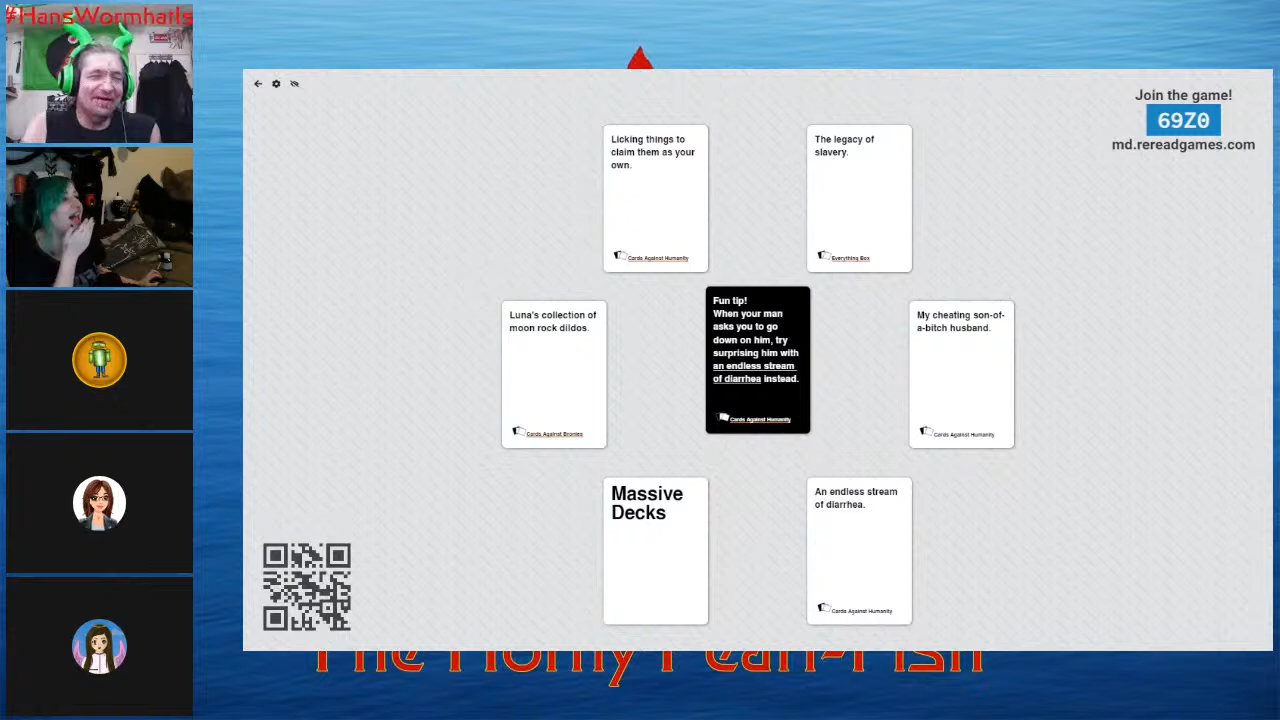 #HansWormhatIs
Join the game!
69Z0
md.rereadgames.com
Licking things to
claim them as your
own.
Cards Against Humanity
The legacy of
slavery.
Everything Box
Luna's collection of
moon rock dildos.
Cards Against Bronies
Fun tip!
When your man
asks you to go
down on him, try
surprising him with
an endless stream
of diarrhea instead.
Cards Against Humanity
My cheating son-of-
a-bitch husband.
Cards Against Humanity
Massive
Decks
An endless stream
of diarrhea.
Cards Against Humanity
The Horny